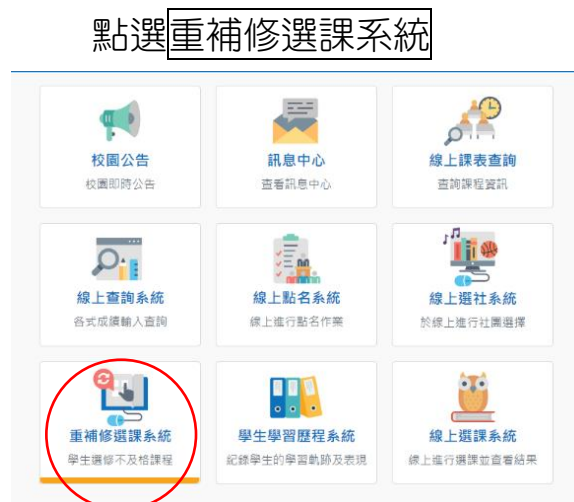 點選重補修選課系統
校園公告
校園即時公告
訊息中心
查看訊息中心
線上課表查詢
查詢課程資訊
線上查詢系統
各式成績輸入查詢
線上點名系統
線上進行點名作業
線上選社系統
於線上進行社團選擇
重補修選課系統
學生選修不及格課程
學生學習歷程系統
紀錄學生的學習軌跡及表現
線上選課系統
線上進行選課並查看結果